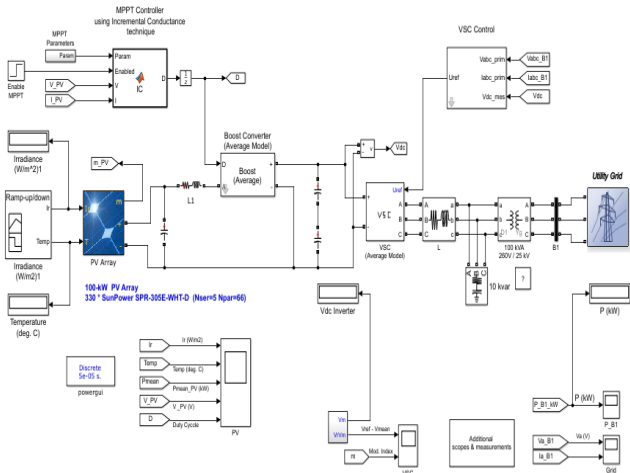 MPPT Controller
using Incremental Conductance
technique
VSC Control
MPPT
Parameters
Param
Param
Enabled
V
I
D
IC
1
z
D
Enable
MPPT
V_PV
I_PV
Uref
Vabc_prim
Iabc_prim
Vdc_mes
Vabc_B1
Iabc_B1
Vdc
Irradiance
(W/m^2)1
m_PV
Boost Converter
(Average Model)
D
Boost
(Average)
+
-
+
-
v
Vdc
Utility Grid
Ramp-up/down
Ir
Temp
Irradiance
(W/m2)1
Ir
T
m
+
-
PV Array
L1
Uref
+
-
VSC
A
B
C
VSC
(Average Model)
A
B
C
A
B
C
L
a
b
c
A
B
C
100 kVA
260V / 25 kV
B1
A B C
10 kvar
?
100-kW PV Array
330 * SunPower SPR-305E-WHT-D (Nser=5 Npar=66)
Temperature
(deg. C)
Vdc Inverter
P (kW)
Discrete
5e-05 s.
powergui
Ir
Ir (W/m2)
Temp
Temp (deg. C)
Pmean
Pmean_PV (kW)
V_PV
V_PV (V)
D
Duty Cyccle
PV
Vm
Vr/Vm
Vref - Vmean
m
Mod. Index
VSC
Additional
scopes & measurements
P_B1_kW
P (kW)
P_B1
Va_B1
Va (V)
Ia_B1
Grid